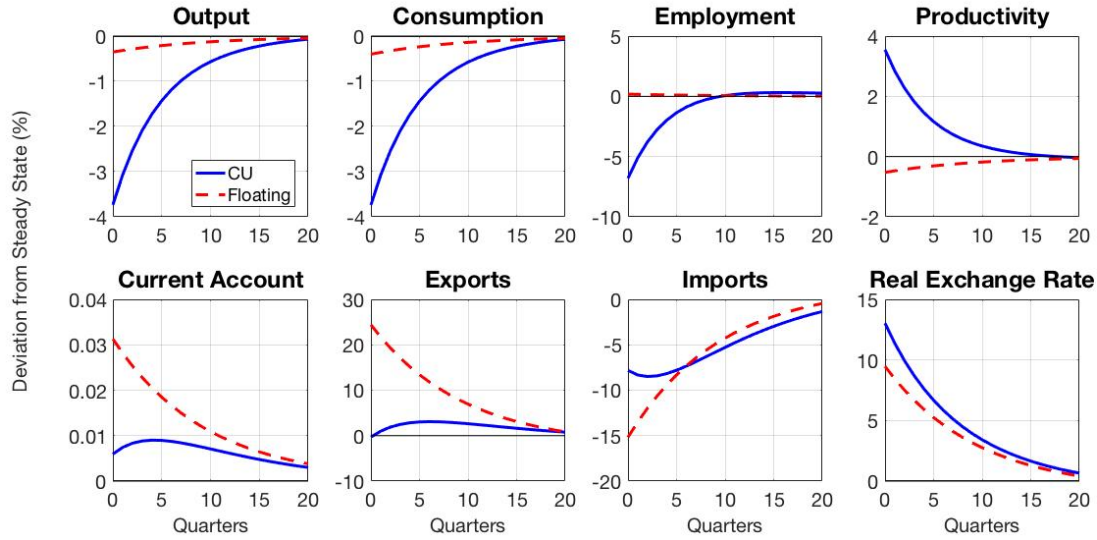 Output
Consumption
Employment
Productivity
Deviation from Steady State (%)
0
-1
-2
-3
-4
0 5 10 15 20
CU
Floating
0
-1
-2
-3
-4
0 5 10 15 20
5
0
-5
-10
0 5 10 15 20
4
2
0
-2
0 5 10 15 20
Current Account
Exports
Imports
Real Exchange Rate
0.04
0.03
0.02
0.01
0
0 5 10 15 20
Quarters
30
20
10
0
-10
0 5 10 15 20
Quarters
0
-5
-10
-15
-20
0 5 10 15 20
Quarters
15
10
5
0
0 5 10 15 20
Quarters